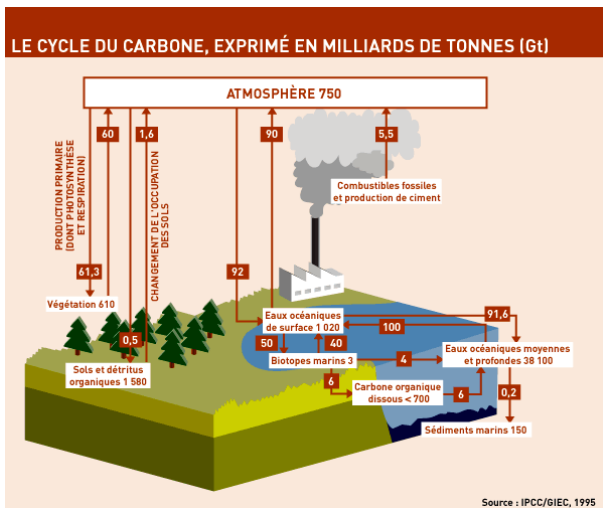 LE CYCLE DU CARBONE, EXPRIMÉ EN MILLIARDS DE TONNES (Gt)
ATMOSPHÈRE 750
60
1,6
90
5,5
PRODUCTION PRIMAIRE
(DONT PHOTOSYNTHÈSE
ET RESPIRATION)
CHANGEMENT DE L'OCCUPATION
DES SOLS
Combustibles fossiles
et production de ciment
61,3
92
Végétation 610
0,5
Sols et détritus
organiques 1 580
Eaux océaniques
de surface 1 020
91,6
100
50
40
Biotopes marins 3
4
Eaux océaniques moyennes
et profondes 38 100
6
Carbone organique
dissous < 700
6
0,2
Sédiments marins 150
Source : IPCC/GIEC, 1995